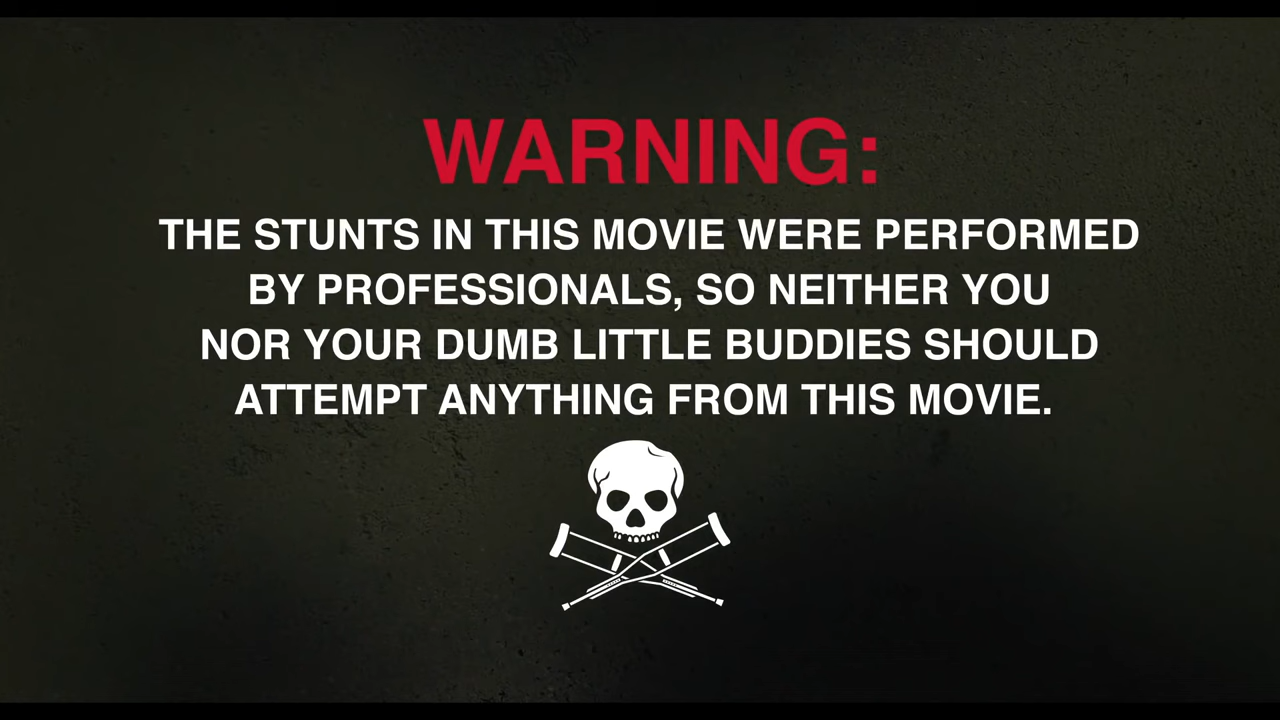 WARNING:
THE STUNTS IN THIS MOVIE WERE PERFORMED
BY PROFESSIONALS, SO NEITHER YOU
NOR YOUR DUMB LITTLE BUDDIES SHOULD
ATTEMPT ANYTHING FROM THIS MOVIE.